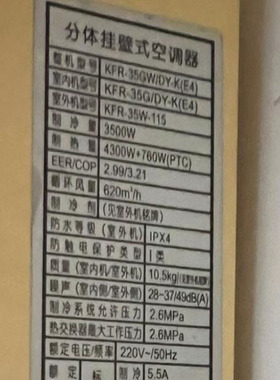 分体挂壁式空调器
整机型号 KFR-35GW/DY-K(E4)
室内机型号 KFR-35G/DY-K(E4)
室外机型号 KFR-35W-115
制冷量 3500W
制热量 4300W+760W(PTC)
EER/COP 2.99/3.21
循环风量 620m³/h
制冷剂 (见室外机铭牌)
防水等级(室外机) IPX4
防触电保护类型 I类
质量(室内机/室外机) 10.5kg
噪声(室内侧/室外侧) 28-37/49dB(A)
制冷系统允许压力 2.6MPa
热交换器最大工作压力 2.6MPa
额定电压/频率 220V~/50Hz
额定 制冷 5.5A